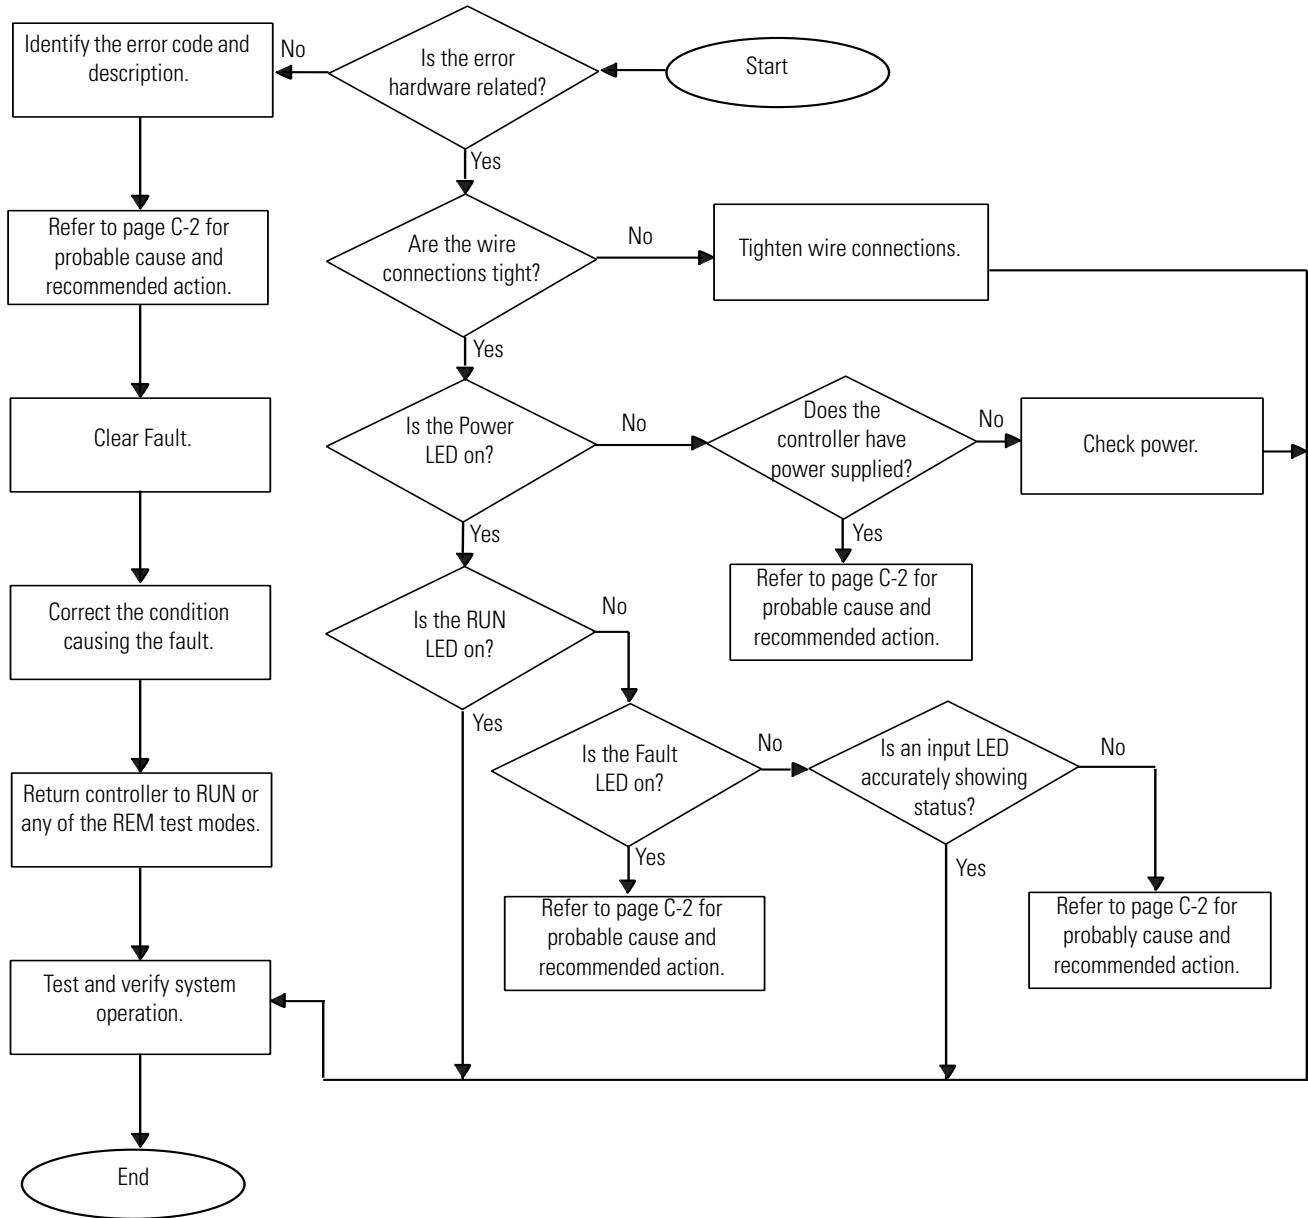 Start
Is the error
hardware related?
No
Identify the error code and
description.
Refer to page C-2 for
probable cause and
recommended action.
Clear Fault.
Correct the condition
causing the fault.
Return controller to RUN or
any of the REM test modes.
Test and verify system
operation.
End
Yes
Are the wire
connections tight?
No
Tighten wire connections.
Yes
Is the Power
LED on?
No
Does the
controller have
power supplied?
No
Check power.
Yes
Refer to page C-2 for
probable cause and
recommended action.
Yes
Is the RUN
LED on?
No
Yes
Is the Fault
LED on?
No
Is an input LED
accurately showing
status?
No
Yes
Refer to page C-2 for
probable cause and
recommended action.
Yes
Refer to page C-2 for
probably cause and
recommended action.